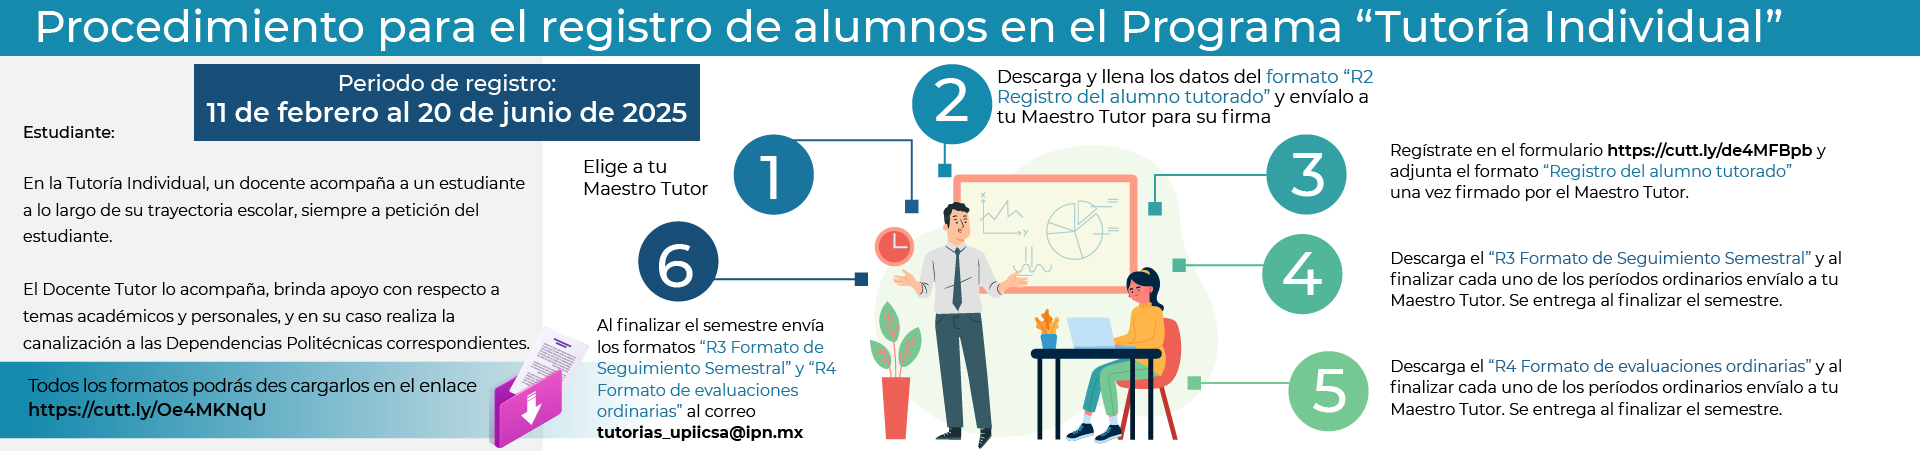 Procedimiento para el registro de alumnos en el Programa “Tutoría Individual”
Periodo de registro:
11 de febrero al 20 de junio de 2025
Estudiante:
En la Tutoría Individual, un docente acompaña a un estudiante
a lo largo de su trayectoria escolar, siempre a petición del
estudiante.
El Docente Tutor lo acompaña, brinda apoyo con respecto a
temas académicos y personales, y en su caso realiza la
canalización a las Dependencias Politécnicas correspondientes.
Todos los formatos podrás des cargarlos en el enlace
https://cutt.ly/Oe4MKNqU
1
Elige a tu
Maestro Tutor
2
Descarga y llena los datos del formato “R2
Registro del alumno tutorado” y envíalo a
tu Maestro Tutor para su firma
3
Regístrate en el formulario https://cutt.ly/de4MFBpb y
adjunta el formato “Registro del alumno tutorado”
una vez firmado por el Maestro Tutor.
4
Descarga el “R3 Formato de Seguimiento Semestral” y al
finalizar cada uno de los períodos ordinarios envíalo a tu
Maestro Tutor. Se entrega al finalizar el semestre.
5
Descarga el “R4 Formato de evaluaciones ordinarias” y al
finalizar cada uno de los períodos ordinarios envíalo a tu
Maestro Tutor. Se entrega al finalizar el semestre.
6
Al finalizar el semestre envía
los formatos “R3 Formato de
Seguimiento Semestral” y “R4
Formato de evaluaciones
ordinarias” al correo
tutorias_upiicsa@ipn.mx
x
y